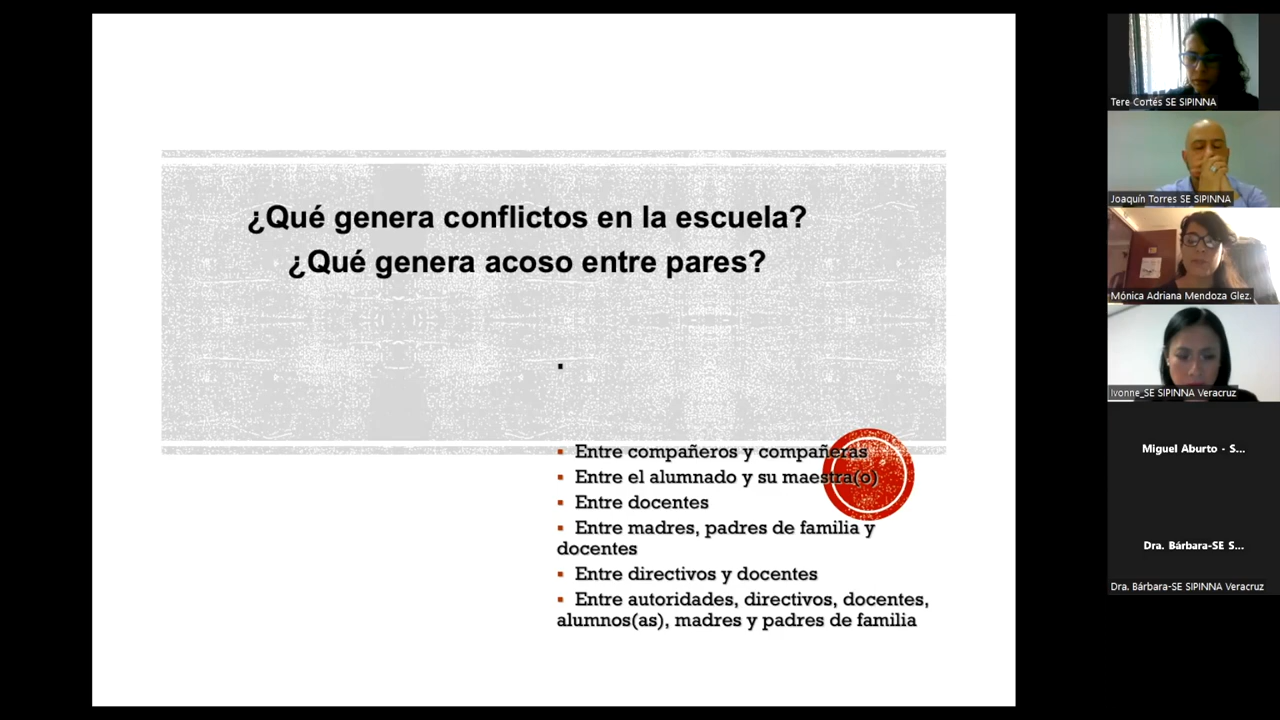 ¿Qué genera conflictos en la escuela?
¿Qué genera acoso entre pares?
.
▪ Entre compañeros y compañeras
▪ Entre el alumnado y su maestra(o)
▪ Entre docentes
▪ Entre madres, padres de familia y
docentes
▪ Entre directivos y docentes
▪ Entre autoridades, directivos, docentes,
alumnos(as), madres y padres de familia
Tere Cortés SE SIPINNA
Joaquín Torres SE SIPINNA
Mónica Adriana Mendoza Glez.
Ivonne_SE SIPINNA Veracruz
Miguel Aburto - S...
Dra. Bárbara-SE S...
Dra. Bárbara-SE SIPINNA Veracruz